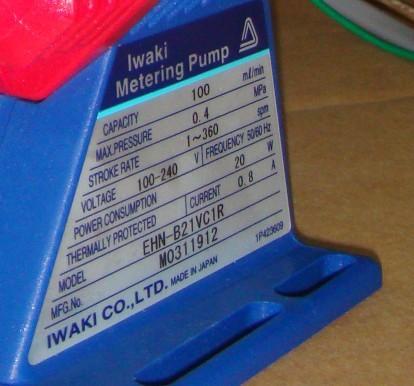 Iwaki
Metering Pump
CAPACITY 100 mℓ/min
MAX.PRESSURE 0.4 MPa
STROKE RATE 1~360 spm
VOLTAGE 100-240 V FREQUENCY 50/60 Hz
POWER CONSUMPTION 20 W
THERMALLY PROTECTED CURRENT 0.8 A
MODEL EHN-B21VC1R
MFG.No. M0311912
1P423609
IWAKI CO.,LTD. MADE IN JAPAN